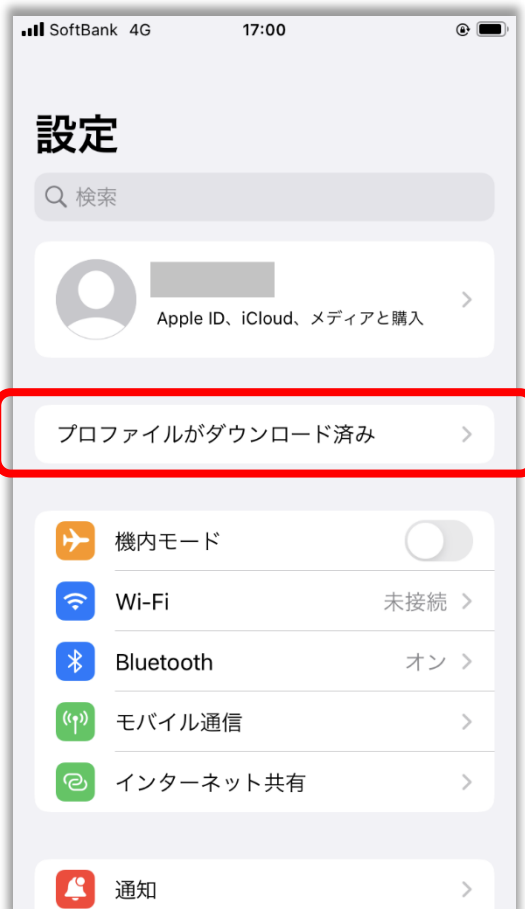 SoftBank 4G 17:00
設定
検索
Apple ID、iCloud、メディアと購入
プロファイルがダウンロード済み
機内モード
Wi-Fi 未接続
Bluetooth オン
モバイル通信
インターネット共有
通知